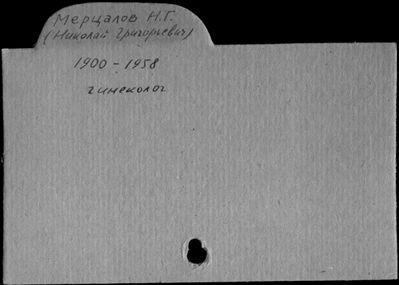 Мерцалов Н.Г.
(Николай Григорьевич)
1900 - 1958
гинеколог